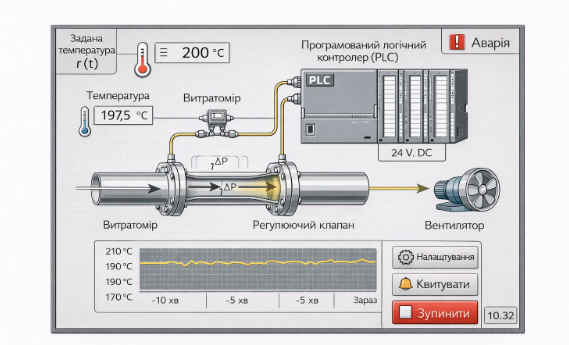 Задана
температура
r(t)
200 °C
Програмований логічний
контролер (PLC)
Аварія
Температура
197,5 °C
Витратомір
PLC
24 V. DC
ΔP
ΔP
Витратомір
Регулюючий клапан
Вентилятор
210 °C
190 °C
190 °C
170 °C
-10 хв
-5 хв
-5 хв
Зараз
Налаштування
Квитувати
Зупинити
10.32